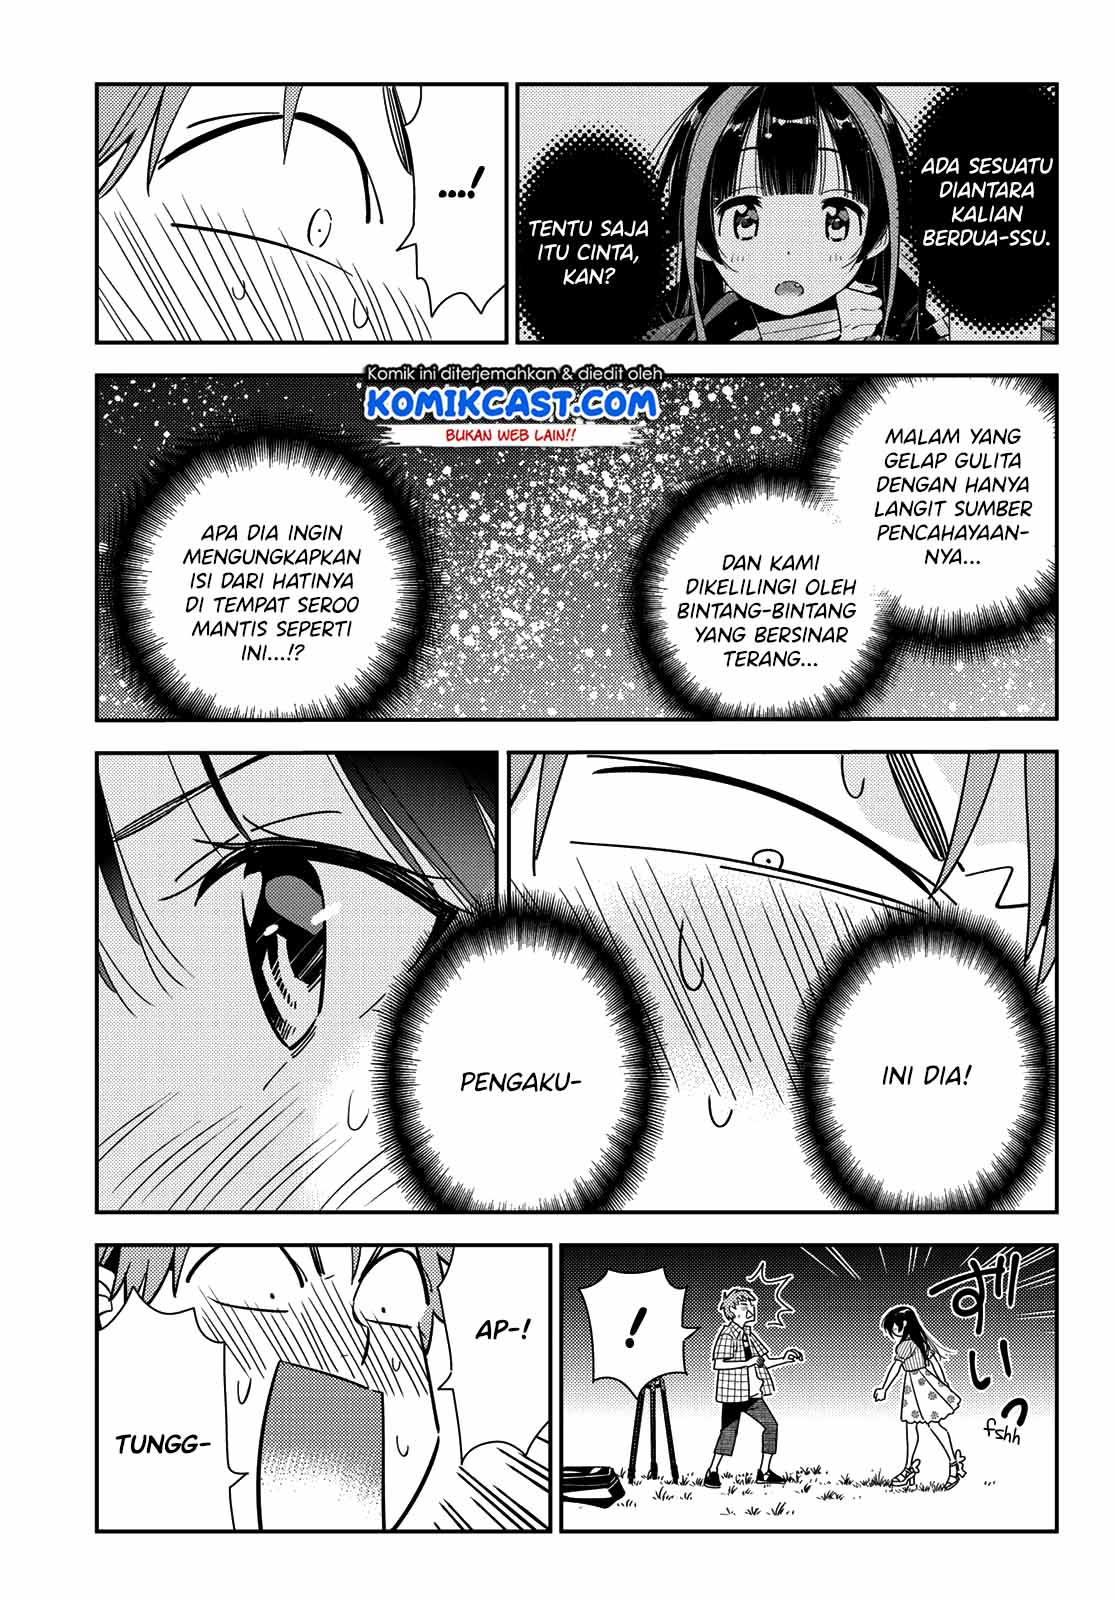 ADA SESUATU
DIANTARA
KALIAN
BERDUA-SSU.
TENTU SAJA
ITU CINTA,
KAN?
....!
Komik ini diterjemahkan & diedit oleh
KOMIKCAST.COM
BUKAN WEB LAIN!!
MALAM YANG
GELAP GULITA
DENGAN HANYA
LANGIT SUMBER
PENCAHAYAAN-
NYA...
DAN KAMI
DIKELILINGI OLEH
BINTANG-BINTANG
YANG BERSINAR
TERANG...
APA DIA INGIN
MENGUNGKAPKAN
ISI DARI HATINYA
DI TEMPAT SEROO
MANTIS SEPERTI
INI...!?
INI DIA!
PENGAKU-
ずいっ
fshh
!
AP-!
TUNGG-